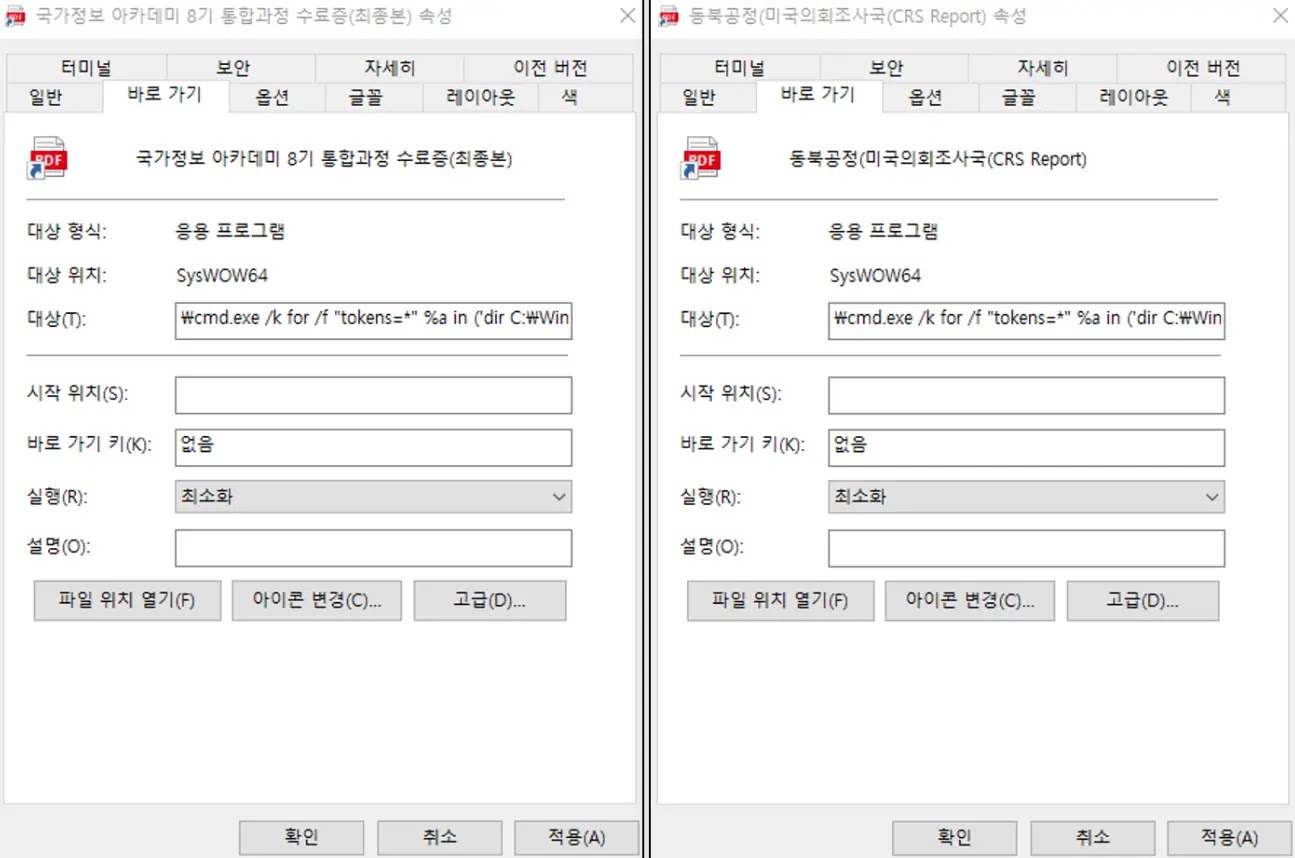 국가정보 아카데미 8기 통합과정 수료증(최종본) 속성
터미널 보안 자세히 이전 버전
일반 바로 가기 옵션 글꼴 레이아웃 색
국가정보 아카데미 8기 통합과정 수료증(최종본)
대상 형식: 응용 프로그램
대상 위치: SysWOW64
대상(T): ₩cmd.exe /k for /f "tokens=*" %a in ('dir C:₩Win
시작 위치(S):
바로 가기 키(K): 없음
실행(R): 최소화
설명(O):
파일 위치 열기(F) 아이콘 변경(C)... 고급(D)...
확인 취소 적용(A)
동북공정(미국의회조사국(CRS Report) 속성
터미널 보안 자세히 이전 버전
일반 바로 가기 옵션 글꼴 레이아웃 색
PDF
동북공정(미국의회조사국(CRS Report)
대상 형식: 응용 프로그램
대상 위치: SysWOW64
대상(T): ₩cmd.exe /k for /f "tokens=*" %a in ('dir C:₩Win
시작 위치(S):
바로 가기 키(K): 없음
실행(R): 최소화
설명(O):
파일 위치 열기(F) 아이콘 변경(C)... 고급(D)...
확인 취소 적용(A)